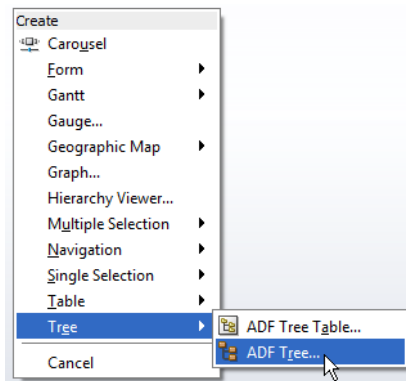 Create
Carousel
Form
Gantt
Gauge...
Geographic Map
Graph...
Hierarchy Viewer...
Multiple Selection
Navigation
Single Selection
Table
Tree
ADF Tree Table...
ADF Tree...
Cancel